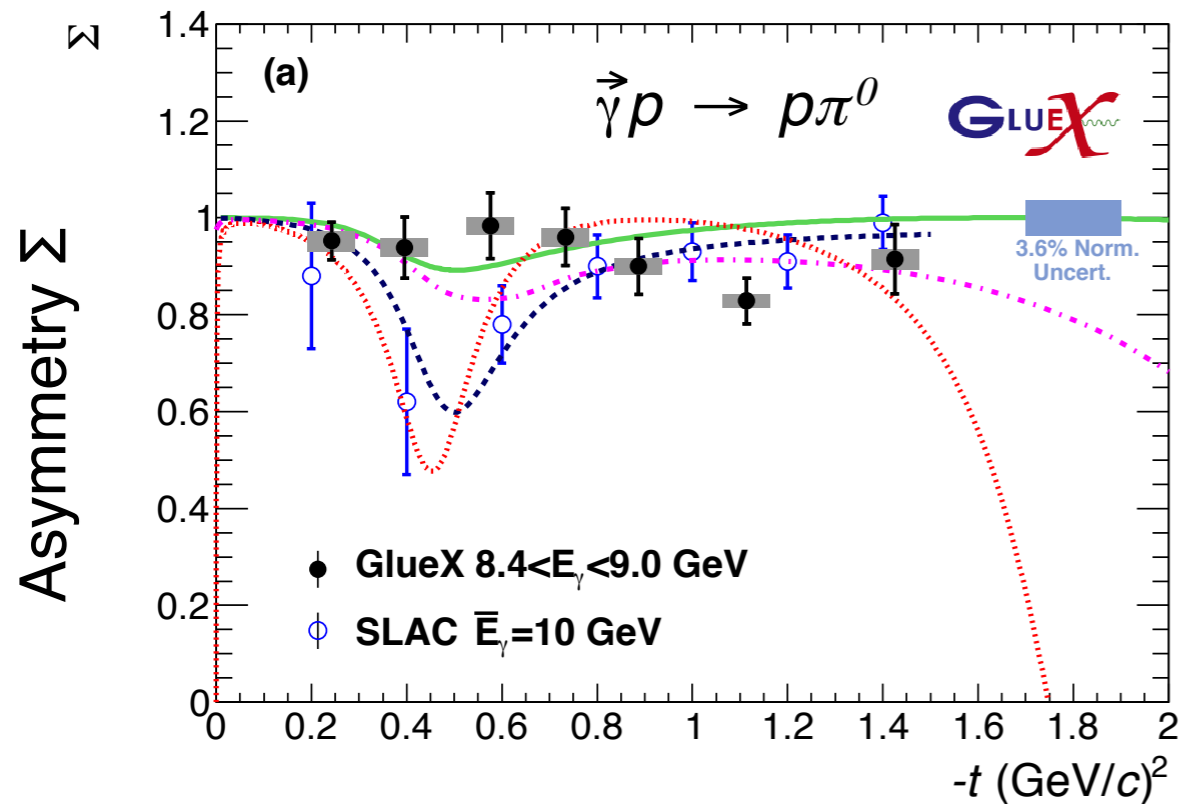 Σ
Asymmetry Σ
1.4
1.2
1
0.8
0.6
0.4
0.2
0
(a)
γ⃗p → pπ⁰
GLUEX
3.6% Norm.
Uncert.
GlueX 8.4<Eγ<9.0 GeV
SLAC E̅γ=10 GeV
0 0.2 0.4 0.6 0.8 1 1.2 1.4 1.6 1.8 2
-t (GeV/c)²